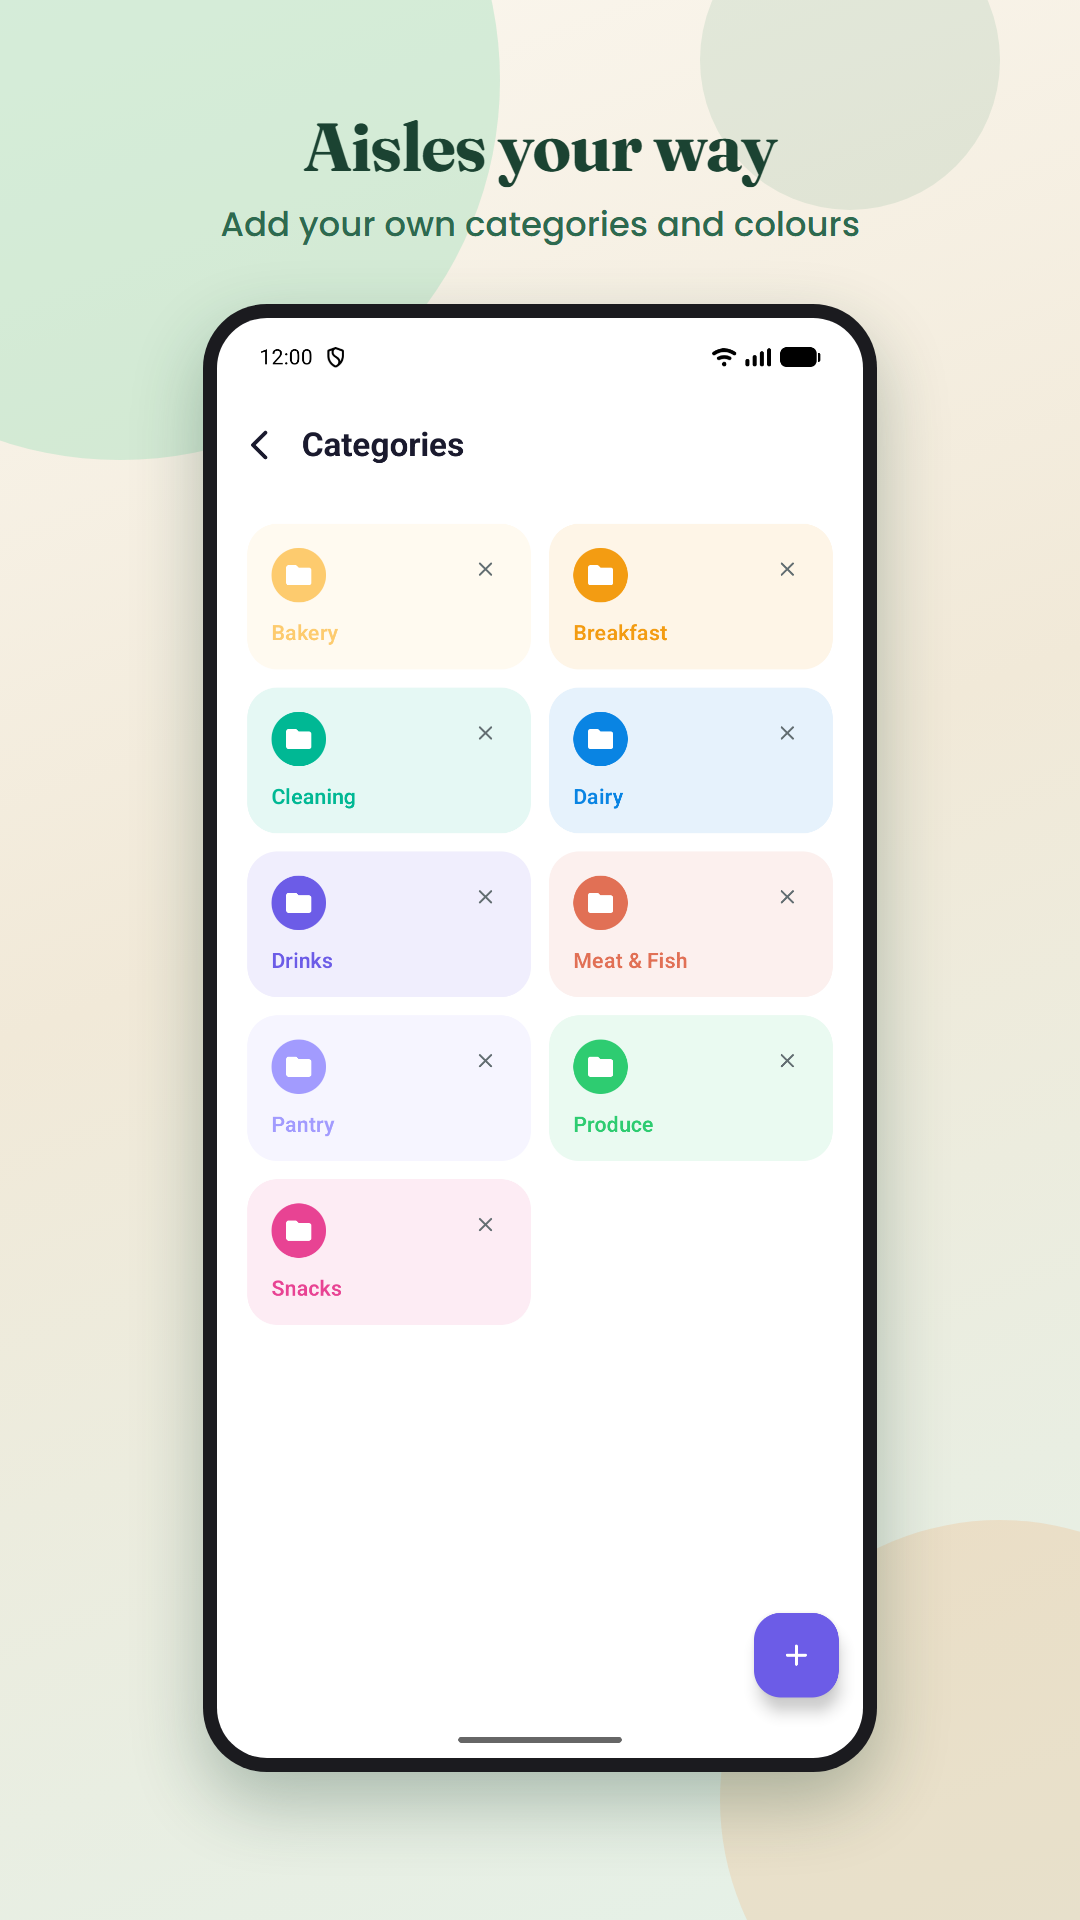 Aisles your way
Add your own categories and colours
12:00
Categories
Bakery
Breakfast
Cleaning
Dairy
Drinks
Meat & Fish
Pantry
Produce
Snacks